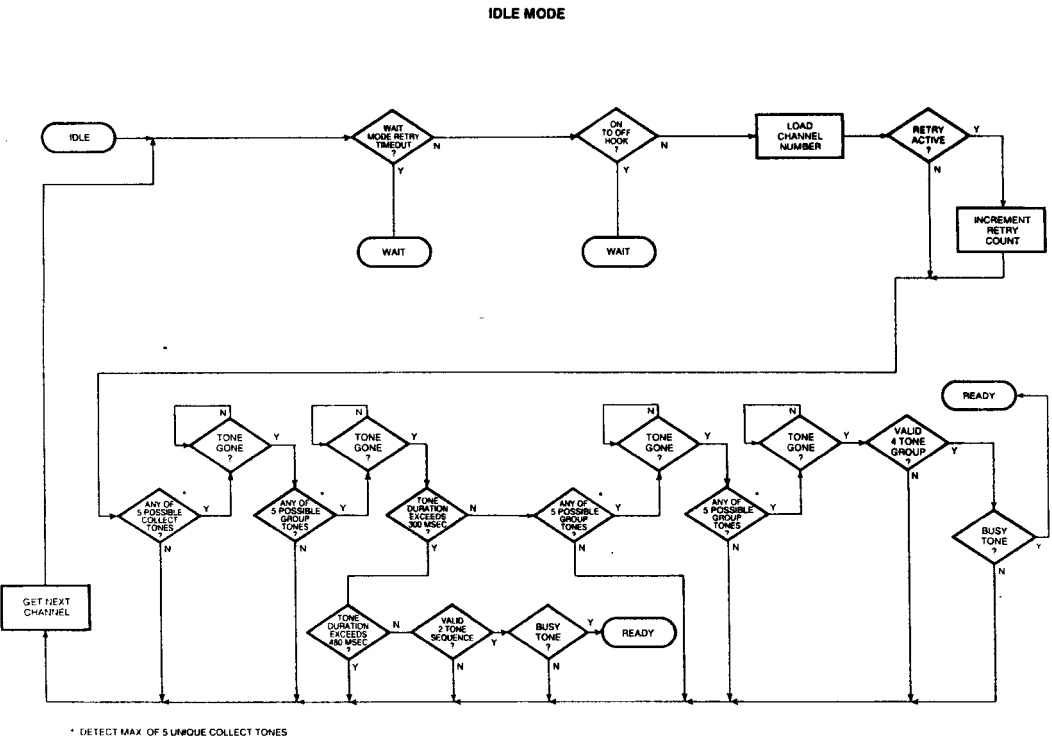 IDLE MODE
IDLE
WAIT
MODE RETRY
TIMEOUT
?
N
Y
WAIT
ON
TO OFF
HOOK
?
N
Y
WAIT
LOAD
CHANNEL
NUMBER
RETRY
ACTIVE
?
Y
N
INCREMENT
RETRY
COUNT
READY
N
TONE
GONE
?
Y
N
TONE
GONE
?
Y
N
TONE
GONE
?
Y
N
TONE
GONE
?
Y
VALID
4 TONE
GROUP
?
Y
N
ANY OF
5 POSSIBLE
COLLECT
TONES
?
*
Y
N
ANY OF
5 POSSIBLE
GROUP
TONES
?
*
Y
N
TONE
DURATION
EXCEEDS
300 MSEC
?
N
Y
ANY OF
5 POSSIBLE
GROUP
TONES
?
*
Y
N
ANY OF
5 POSSIBLE
GROUP
TONES
?
*
Y
N
BUSY
TONE
?
Y
N
GET NEXT
CHANNEL
TONE
DURATION
EXCEEDS
480 MSEC
?
N
Y
VALID
2 TONE
SEQUENCE
?
Y
N
BUSY
TONE
?
Y
N
READY
* DETECT MAX OF 5 UNIQUE COLLECT TONES